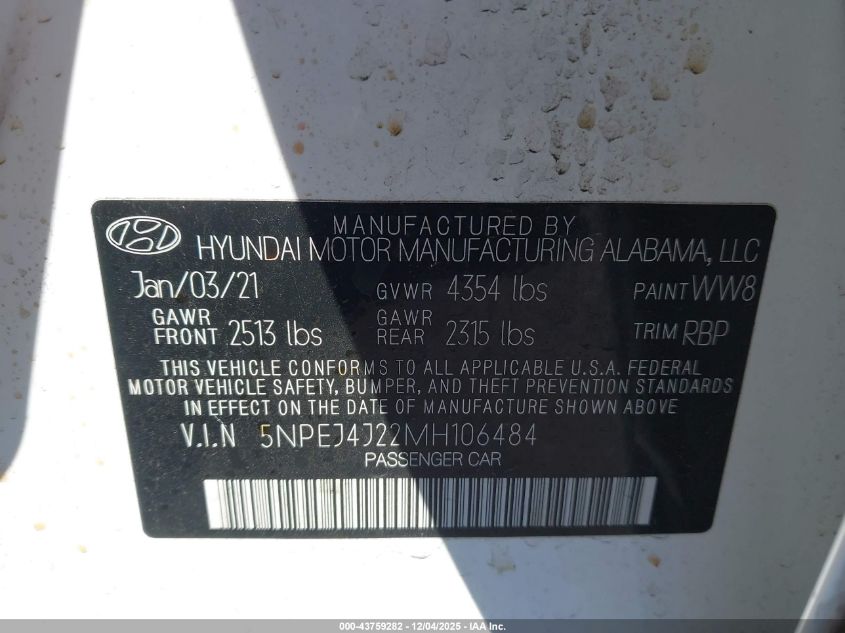 MANUFACTURED BY
HYUNDAI MOTOR MANUFACTURING ALABAMA, LLC
Jan/03/21 GVWR 4354 lbs PAINT WW8
GAWR FRONT 2513 lbs GAWR REAR 2315 lbs TRIM RBP
THIS VEHICLE CONFORMS TO ALL APPLICABLE U.S.A. FEDERAL
MOTOR VEHICLE SAFETY, BUMPER, AND THEFT PREVENTION STANDARDS
IN EFFECT ON THE DATE OF MANUFACTURE SHOWN ABOVE
V.I.N 5NPEJ4J22MH106484
PASSENGER CAR
000-43759282 - 12/04/2025 - IAA Inc.